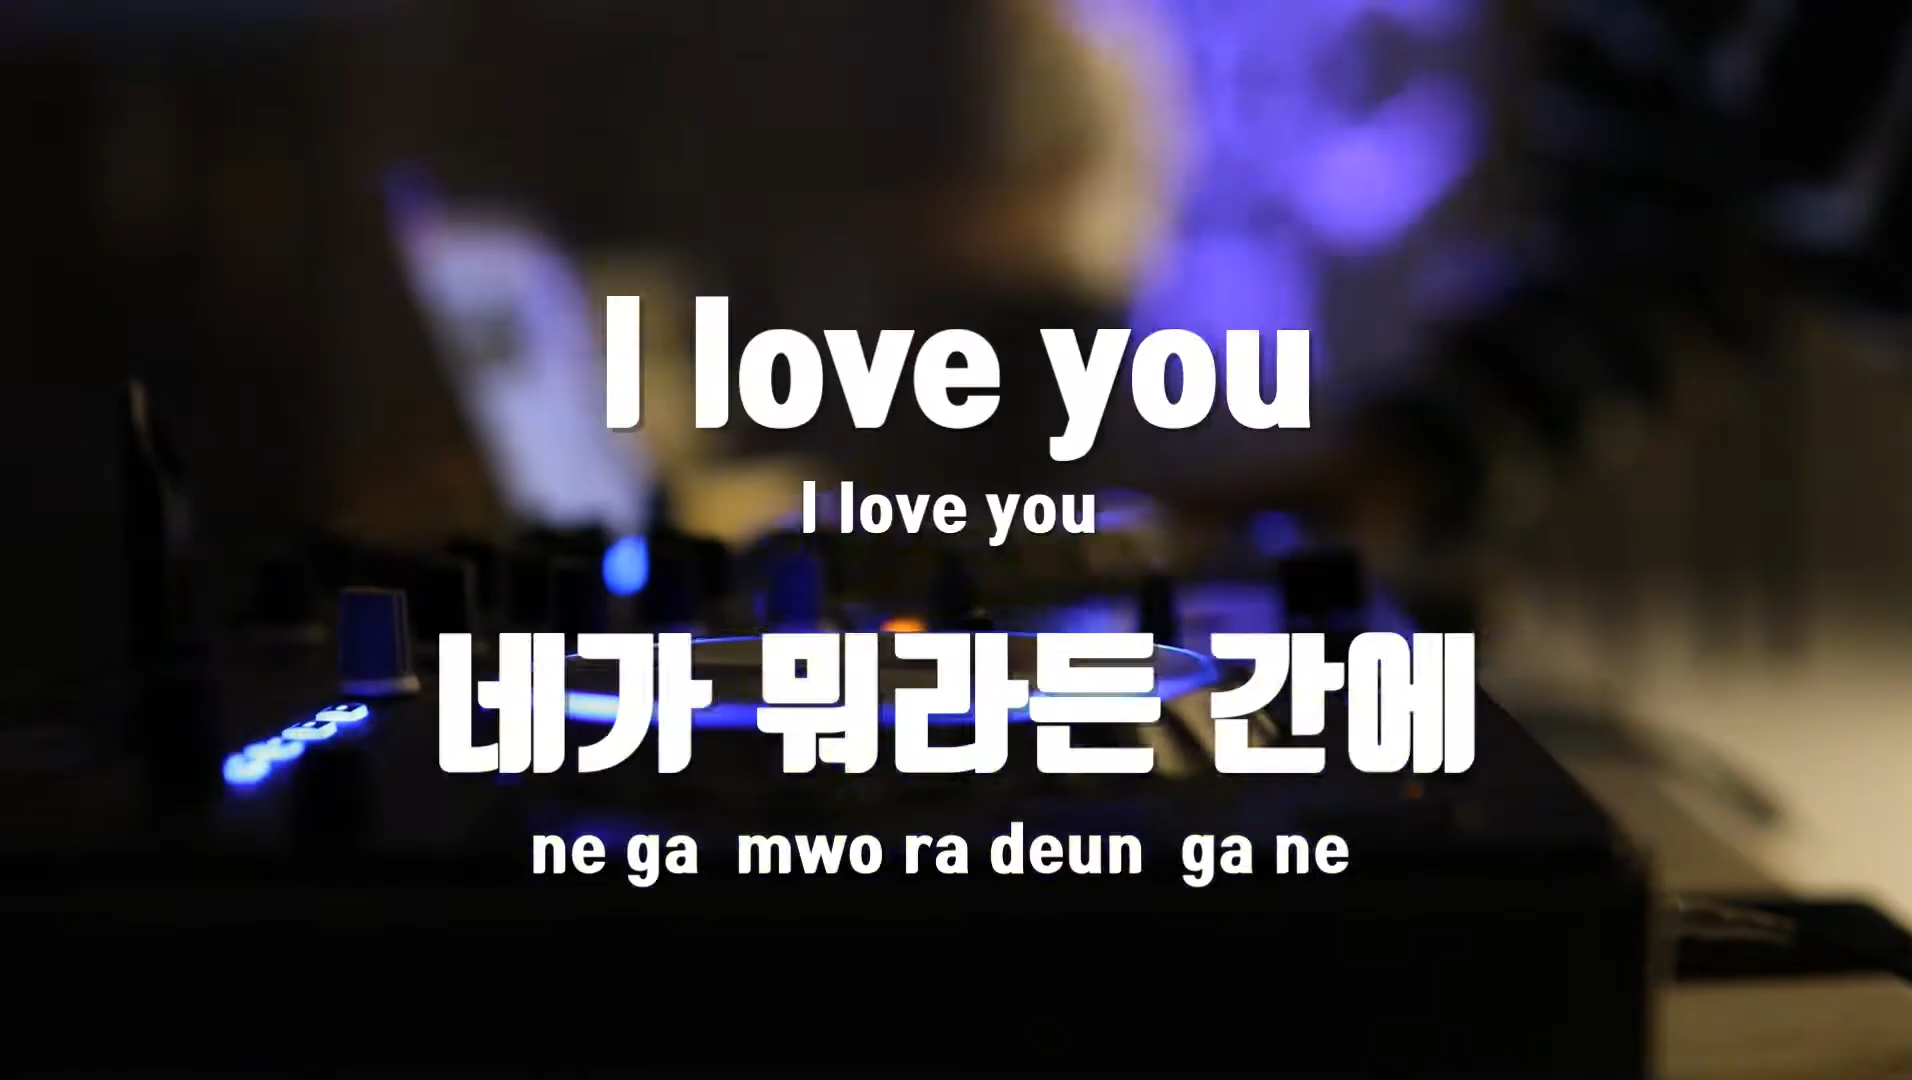 I love you
I love you
네가 뭐라든 간에
ne ga mwo ra deun ga ne